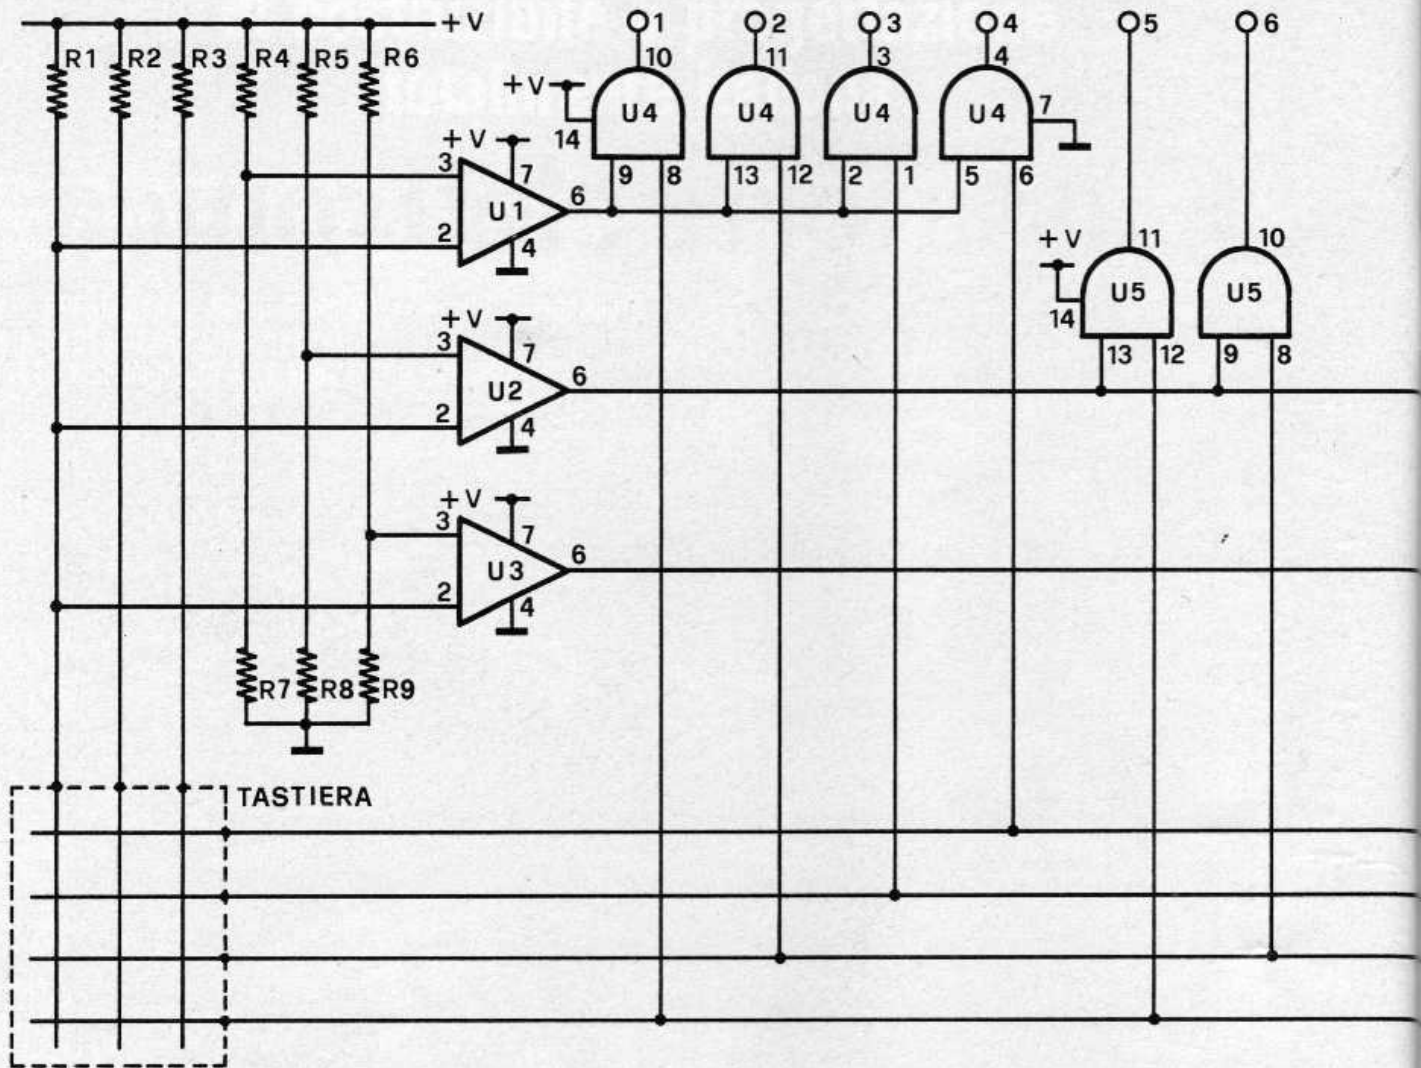 +V 1 2 3 4 5 6
R1 R2 R3 R4 R5 R6
10 11 3 4
+V 14 U4 U4 U4 U4 7
9 8 13 12 2 1 5 6
+V 3 7 U1 6 2 4
+V 11 10
14 U5 U5
13 12 9 8
+V 3 7 U2 6 2 4
+V 3 7 U3 6 2 4
R7 R8 R9
TASTIERA